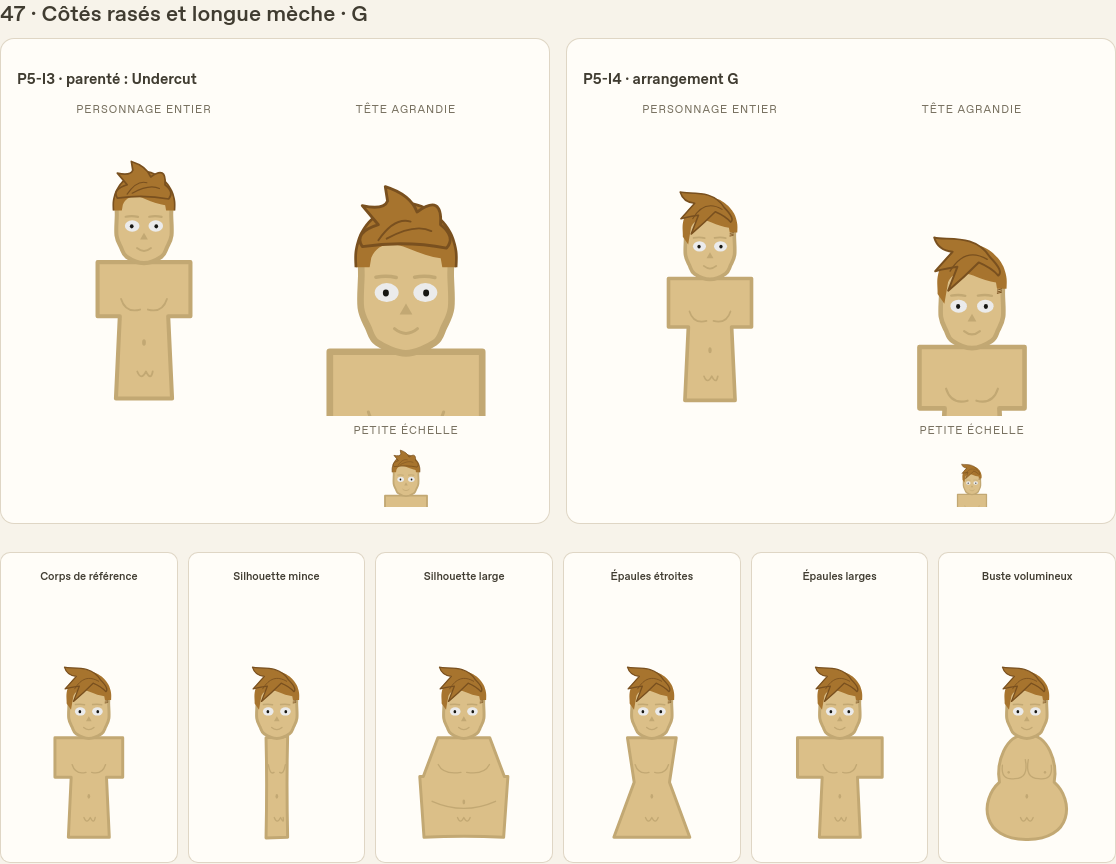 47 · Côtés rasés et longue mèche · G
P5-I3 · parenté : Undercut
PERSONNAGE ENTIER
TÊTE AGRANDIE
PETITE ÉCHELLE
P5-I4 · arrangement G
PERSONNAGE ENTIER
TÊTE AGRANDIE
PETITE ÉCHELLE
Corps de référence
Silhouette mince
Silhouette large
Épaules étroites
Épaules larges
Buste volumineux